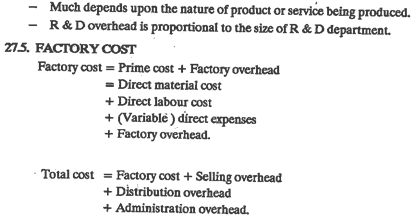 – Much depends upon the nature of product or service being produced.
– R & D overhead is proportional to the size of R & D department.
27.5. FACTORY COST
Factory cost = Prime cost + Factory overhead
= Direct material cost
+ Direct labour cost
+ (Variable ) direct expenses
+ Factory overhead.
Total cost = Factory cost + Selling overhead
+ Distribution overhead
+ Administration overhead.